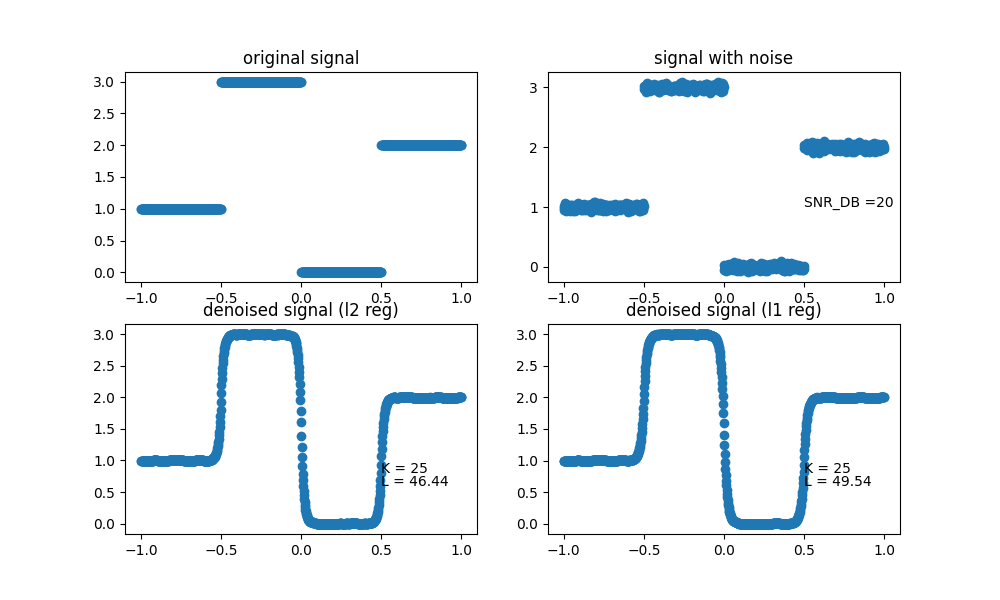 original signal
3.0
2.5
2.0
1.5
1.0
0.5
0.0
−1.0 −0.5 0.0 0.5 1.0
signal with noise
3
2
1
0
SNR_DB =20
−1.0 −0.5 0.0 0.5 1.0
denoised signal (l2 reg)
3.0
2.5
2.0
1.5
1.0
0.5
0.0
K = 25
L = 46.44
−1.0 −0.5 0.0 0.5 1.0
denoised signal (l1 reg)
3.0
2.5
2.0
1.5
1.0
0.5
0.0
K = 25
L = 49.54
−1.0 −0.5 0.0 0.5 1.0